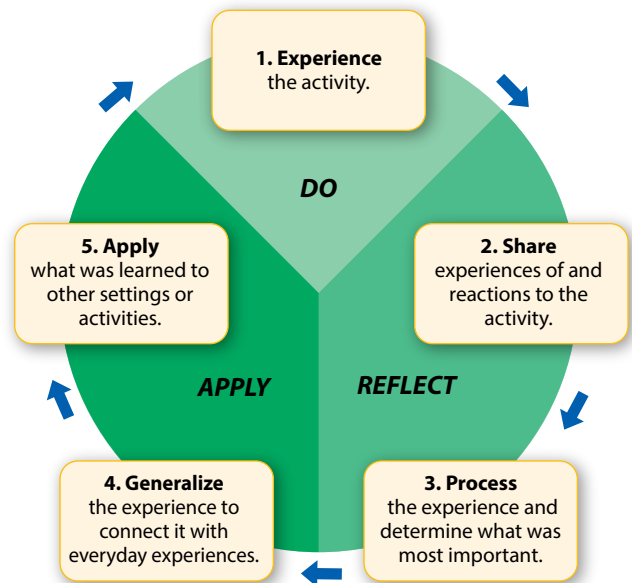 1. Experience
the activity.
DO
2. Share
experiences of and
reactions to the
activity.
REFLECT
3. Process
the experience and
determine what was
most important.
4. Generalize
the experience to
connect it with
everyday experiences.
APPLY
5. Apply
what was learned to
other settings or
activities.